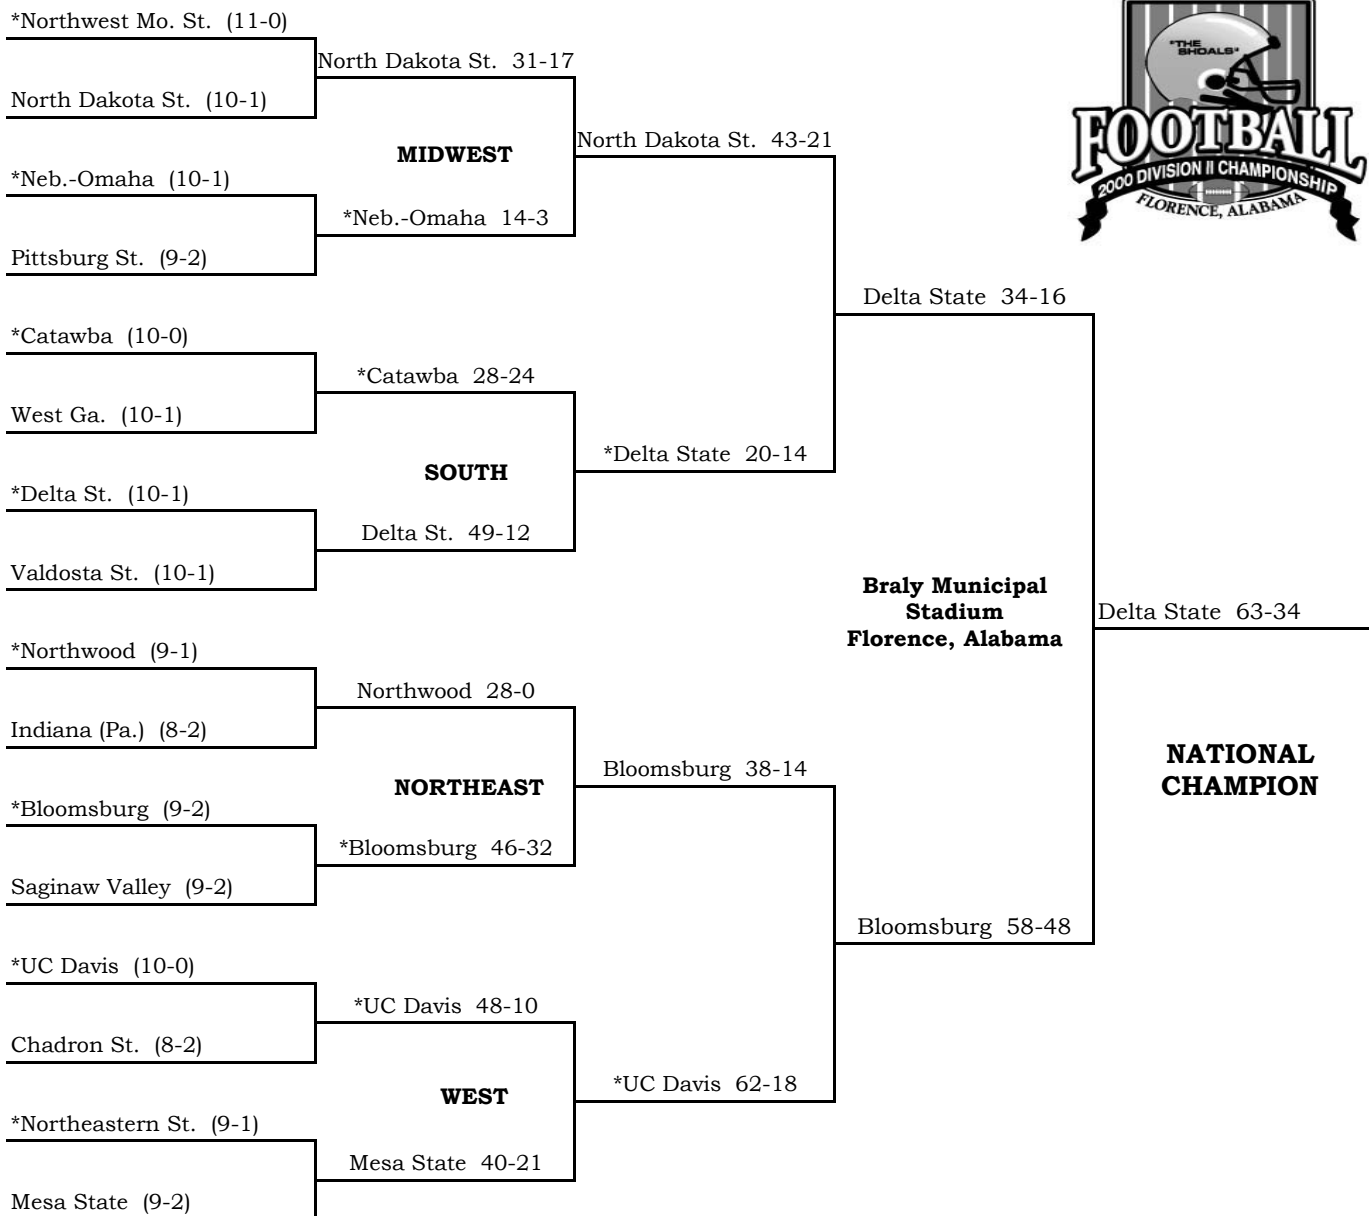 *Northwest Mo. St. (11-0)
North Dakota St. 31-17
North Dakota St. (10-1)
MIDWEST
North Dakota St. 43-21
*Neb.-Omaha (10-1)
*Neb.-Omaha 14-3
Pittsburg St. (9-2)
Delta State 34-16
*Catawba (10-0)
*Catawba 28-24
West Ga. (10-1)
SOUTH
*Delta State 20-14
*Delta St. (10-1)
Delta St. 49-12
Valdosta St. (10-1)
Braly Municipal
Stadium
Florence, Alabama
Delta State 63-34
*Northwood (9-1)
Northwood 28-0
Indiana (Pa.) (8-2)
NORTHEAST
Bloomsburg 38-14
NATIONAL
CHAMPION
*Bloomsburg (9-2)
*Bloomsburg 46-32
Saginaw Valley (9-2)
Bloomsburg 58-48
*UC Davis (10-0)
*UC Davis 48-10
Chadron St. (8-2)
WEST
*UC Davis 62-18
*Northeastern St. (9-1)
Mesa State 40-21
Mesa State (9-2)
"THE
SHOALS"
FOOTBALL
2000 DIVISION II CHAMPIONSHIP
FLORENCE, ALABAMA